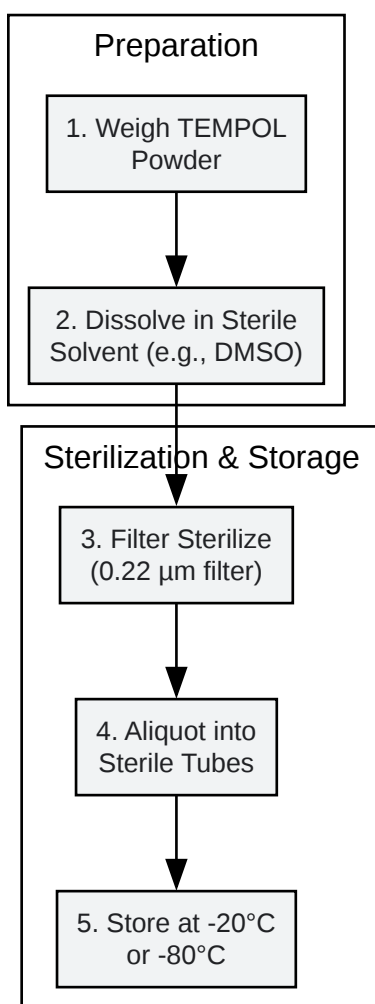 Preparation
1. Weigh TEMPOL
Powder
2. Dissolve in Sterile
Solvent (e.g., DMSO)
Sterilization & Storage
3. Filter Sterilize
(0.22 µm filter)
4. Aliquot into
Sterile Tubes
5. Store at -20°C
or -80°C